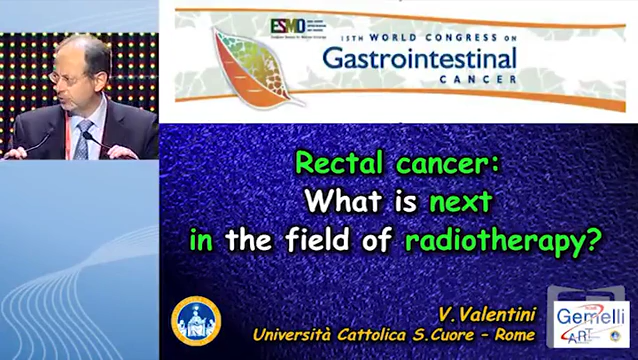 ESMO
15TH WORLD CONGRESS ON
Gastrointestinal
CANCER
Rectal cancer:
What is next
in the field of radiotherapy?
V.Valentini
Università Cattolica S.Cuore – Rome
Gemelli
ART